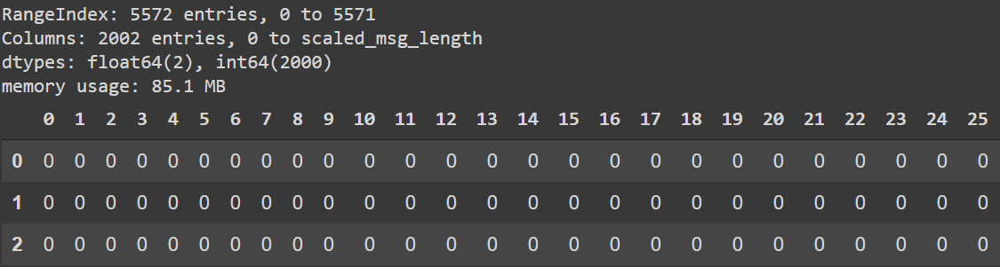 RangeIndex: 5572 entries, 0 to 5571
Columns: 2002 entries, 0 to scaled_msg_length
dtypes: float64(2), int64(2000)
memory usage: 85.1 MB
0 1 2 3 4 5 6 7 8 9 10 11 12 13 14 15 16 17 18 19 20 21 22 23 24 25
0 0 0 0 0 0 0 0 0 0 0 0 0 0 0 0 0 0 0 0 0 0 0 0 0 0 0
1 0 0 0 0 0 0 0 0 0 0 0 0 0 0 0 0 0 0 0 0 0 0 0 0 0 0
2 0 0 0 0 0 0 0 0 0 0 0 0 0 0 0 0 0 0 0 0 0 0 0 0 0 0